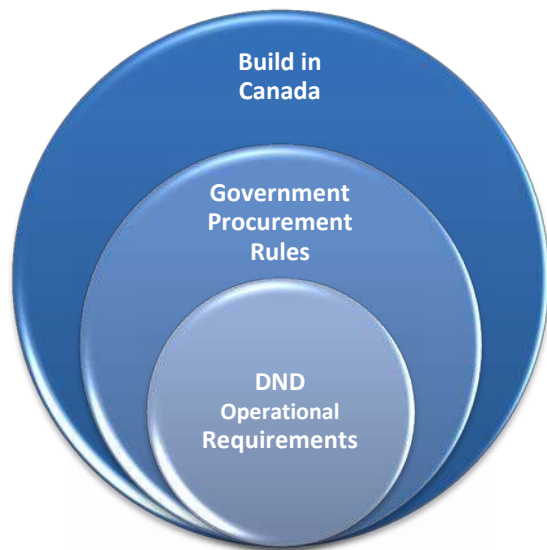 Build in
Canada
Government
Procurement
Rules
DND
Operational
Requirements